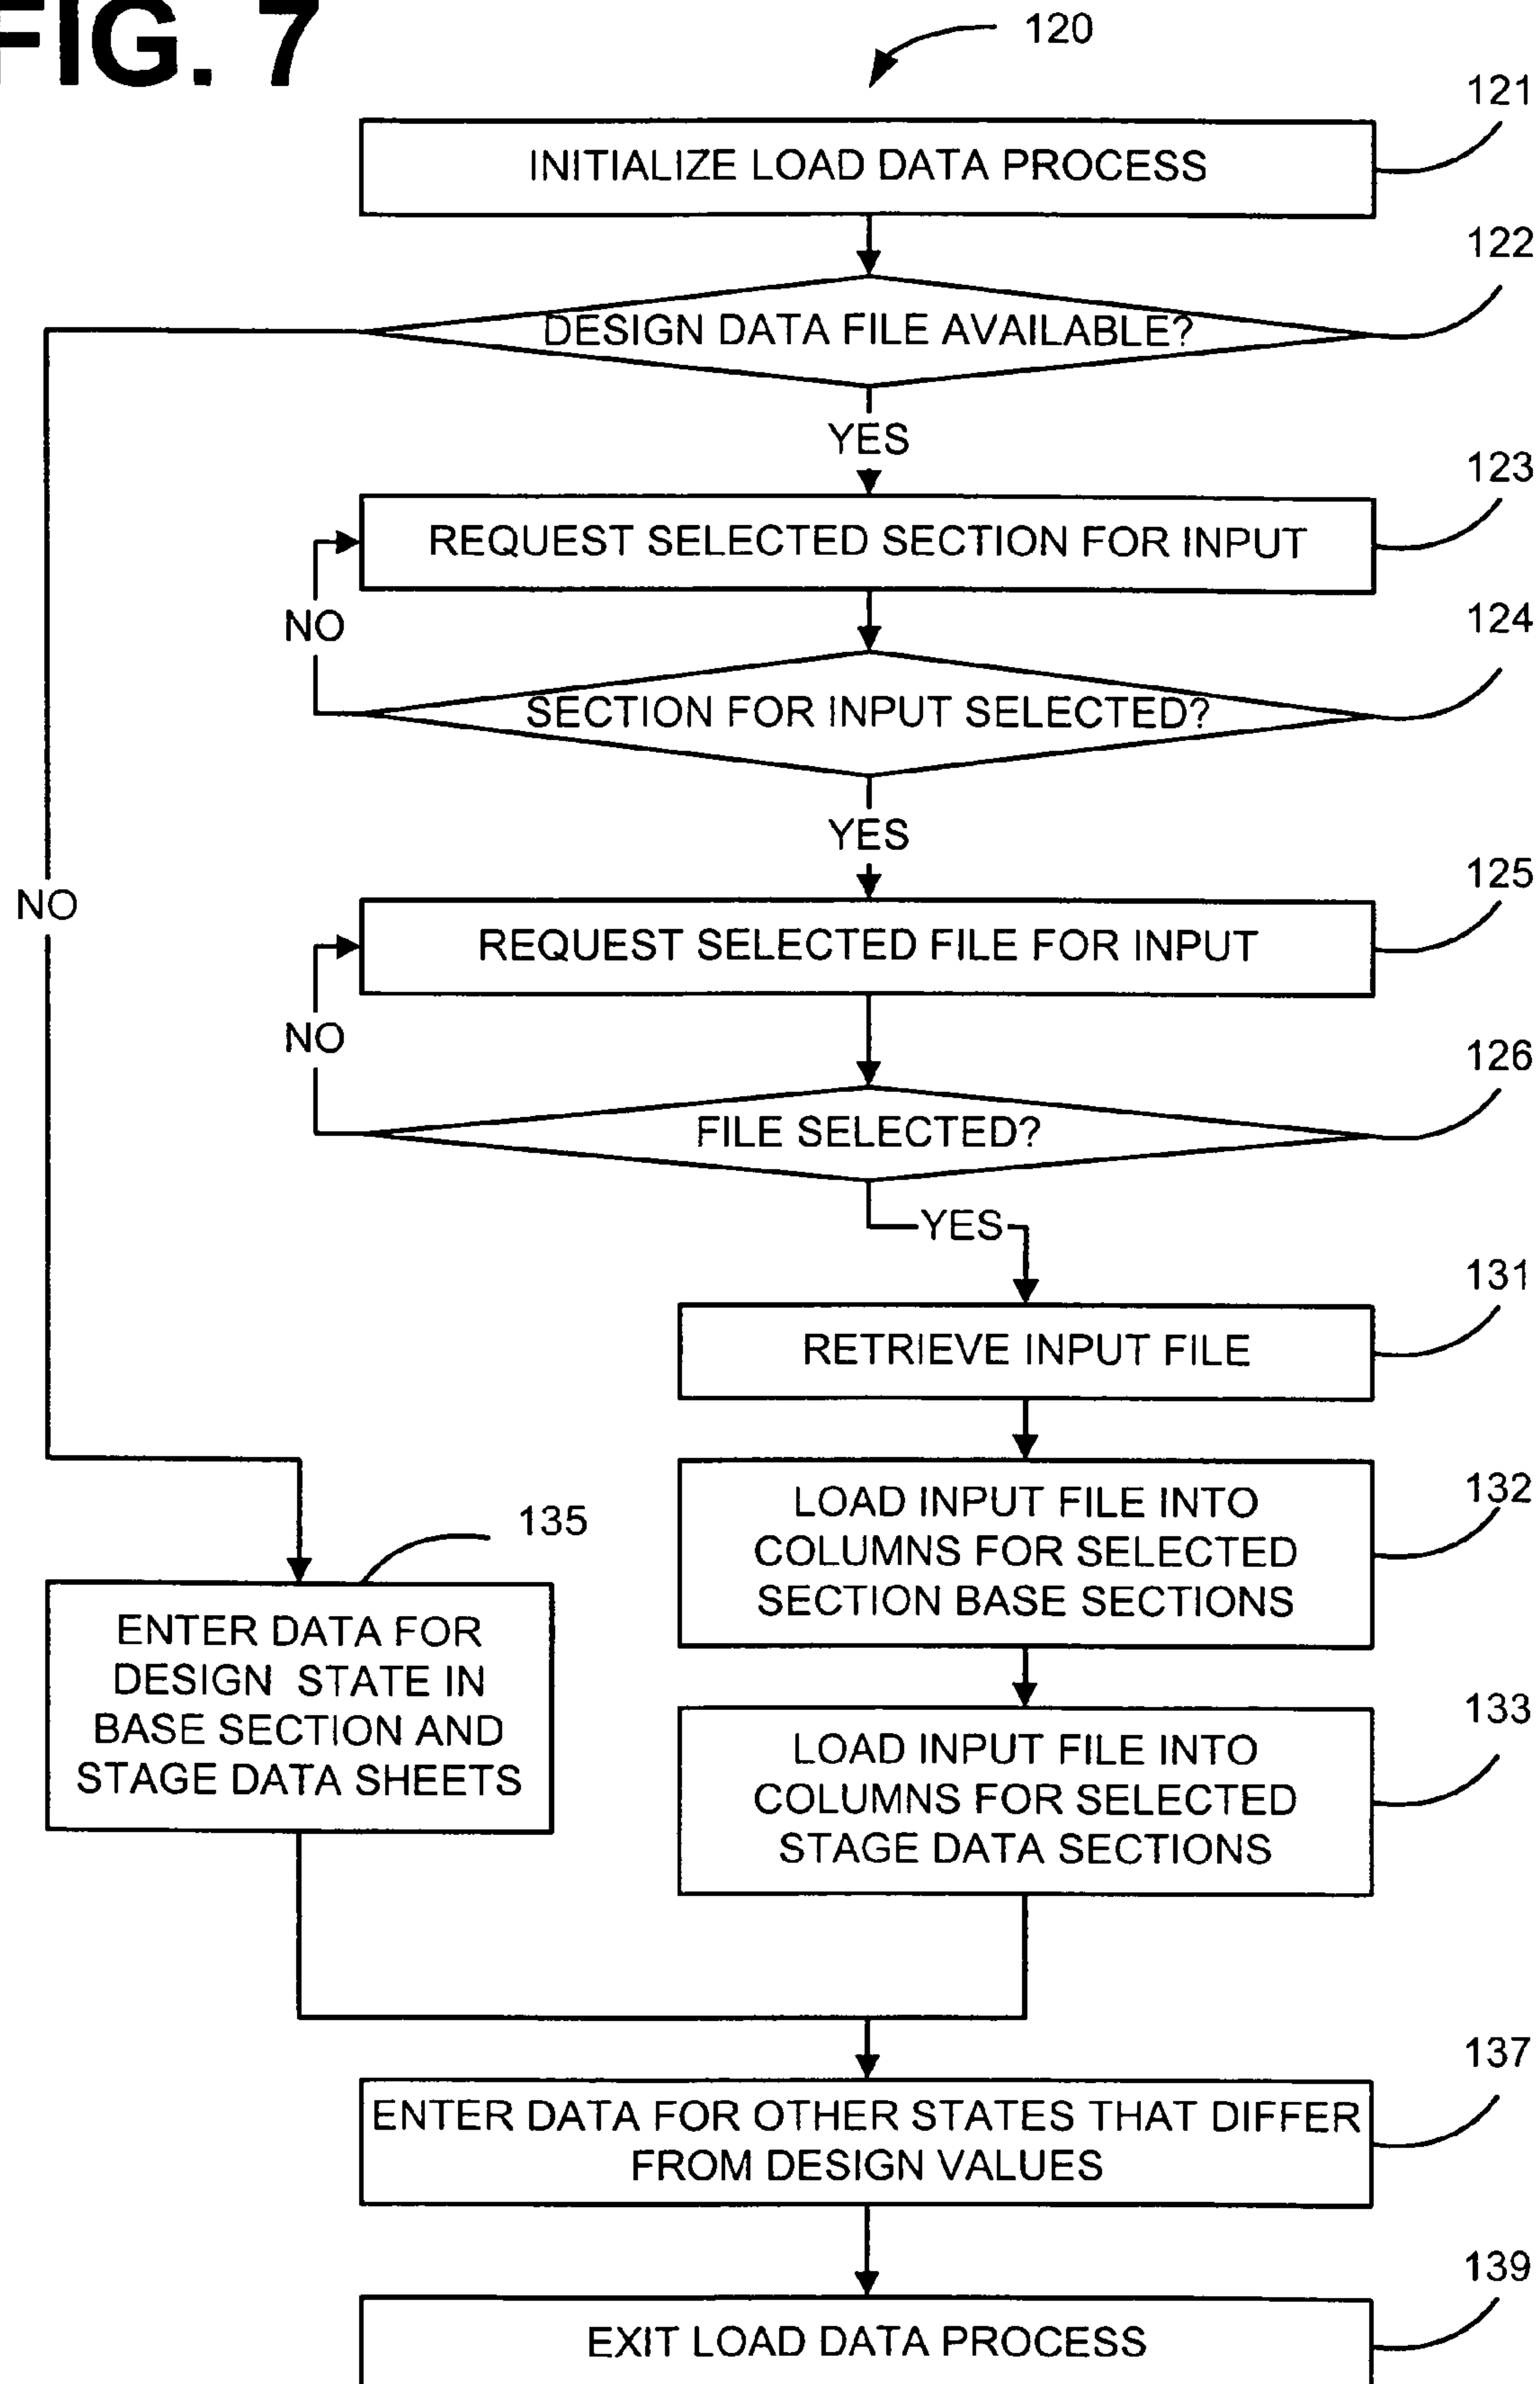 FIG. 7
120
121
INITIALIZE LOAD DATA PROCESS
122
DESIGN DATA FILE AVAILABLE?
YES
123
REQUEST SELECTED SECTION FOR INPUT
NO
124
SECTION FOR INPUT SELECTED?
YES
NO
125
REQUEST SELECTED FILE FOR INPUT
NO
126
FILE SELECTED?
YES
131
RETRIEVE INPUT FILE
132
LOAD INPUT FILE INTO
COLUMNS FOR SELECTED
SECTION BASE SECTIONS
135
ENTER DATA FOR
DESIGN STATE IN
BASE SECTION AND
STAGE DATA SHEETS
133
LOAD INPUT FILE INTO
COLUMNS FOR SELECTED
STAGE DATA SECTIONS
137
ENTER DATA FOR OTHER STATES THAT DIFFER
FROM DESIGN VALUES
139
EXIT LOAD DATA PROCESS